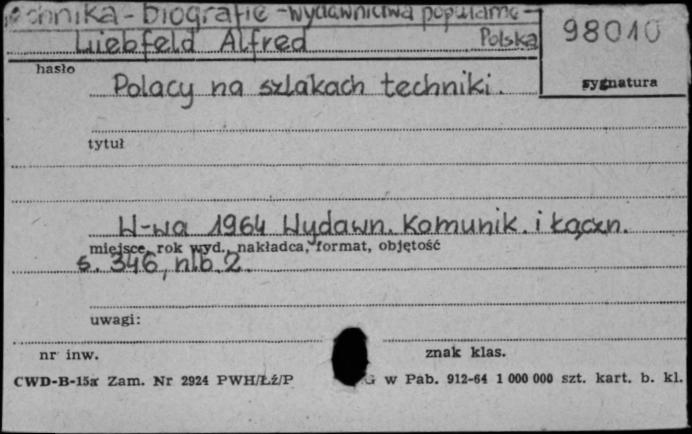 Technika - biografie - wydawnictwa popularne -
Liebfeld Alfred Polska
98010
hasło
sygnatura
Polacy na szlakach techniki.
tytuł
W-wa 1964 Wydawn. Komunik. i Łączn.
miejsce, rok wyd., nakładca, format, objętość
s. 346, nlb. 2.
uwagi:
nr inw. znak klas.
CWD-B-15a Zam. Nr 2924 PWH/Łź/P G w Pab. 912-64 1 000 000 szt. kart. b. kl.